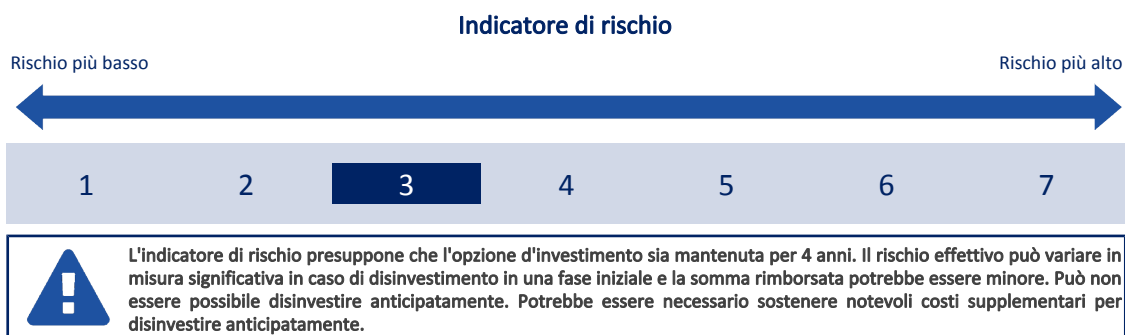 Indicatore di rischio
Rischio più basso
Rischio più alto
1 2 3 4 5 6 7
L'indicatore di rischio presuppone che l'opzione d'investimento sia mantenuta per 4 anni. Il rischio effettivo può variare in
misura significativa in caso di disinvestimento in una fase iniziale e la somma rimborsata potrebbe essere minore. Può non
essere possibile disinvestire anticipatamente. Potrebbe essere necessario sostenere notevoli costi supplementari per
disinvestire anticipatamente.